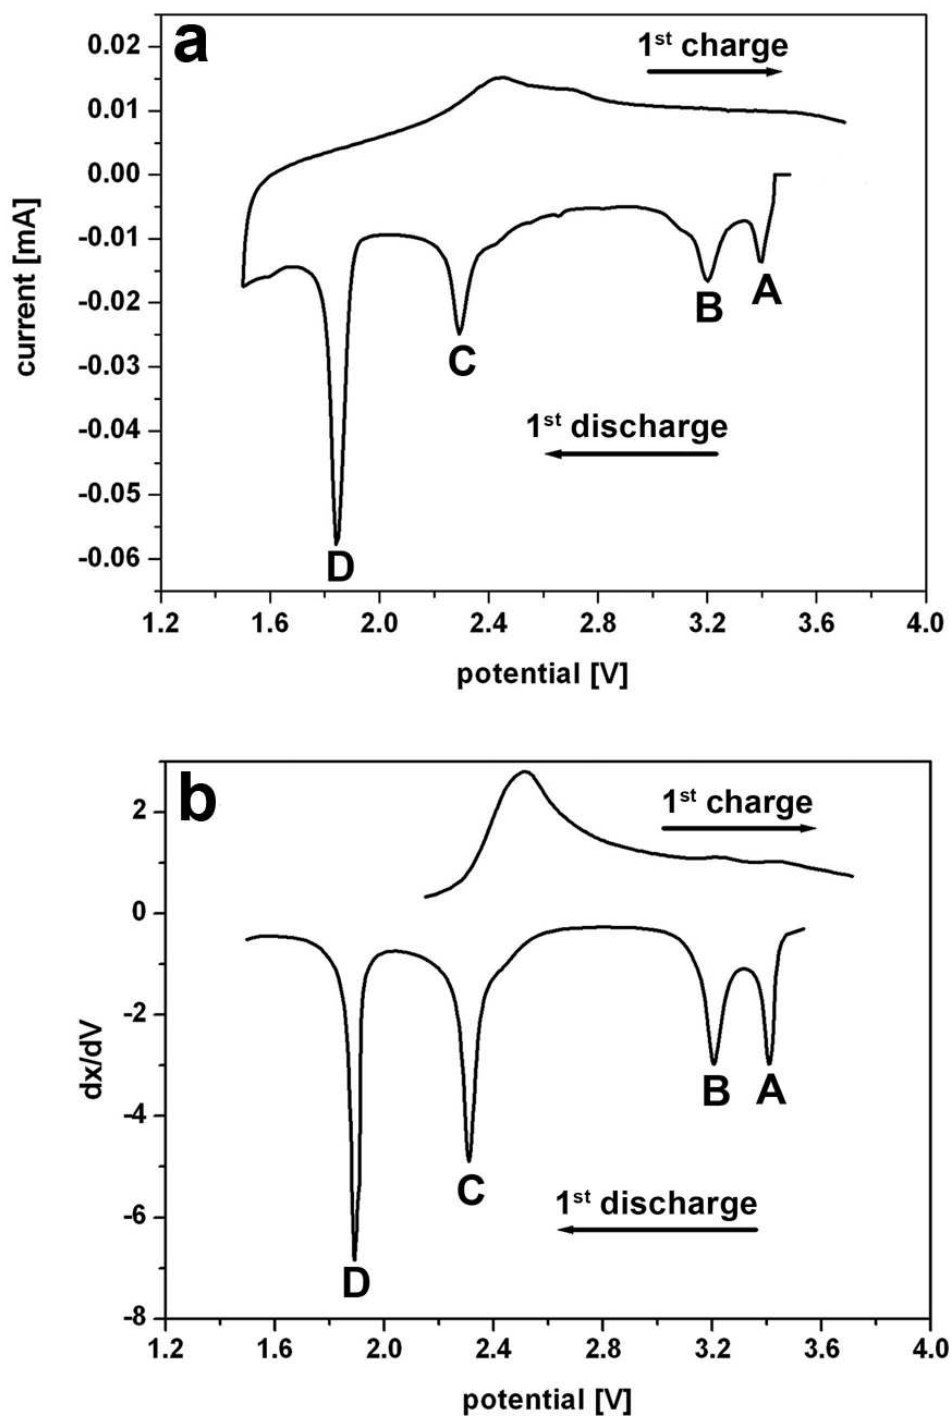 a
1st charge
0.02
0.01
0.00
-0.01
-0.02
-0.03
-0.04
-0.05
-0.06
current [mA]
A
B
C
D
1st discharge
1.2 1.6 2.0 2.4 2.8 3.2 3.6 4.0
potential [V]
b
1st charge
2
0
-2
-4
-6
-8
dx/dV
B A
C
D
1st discharge
1.2 1.6 2.0 2.4 2.8 3.2 3.6 4.0
potential [V]